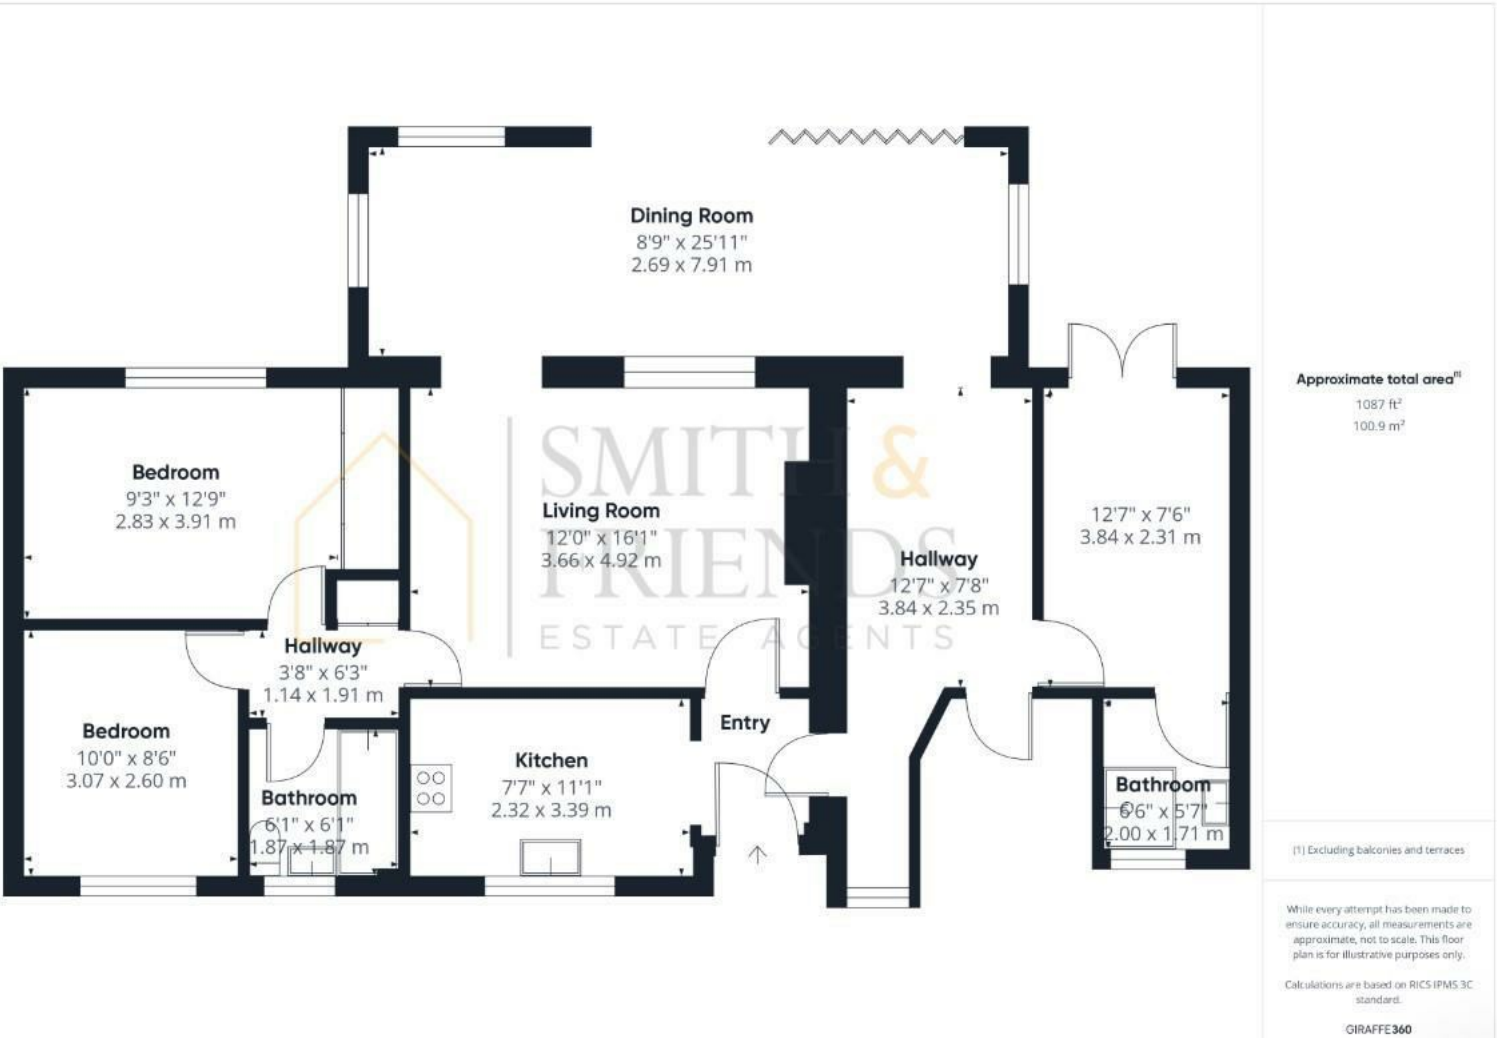 Dining Room
8'9" x 25'11"
2.69 x 7.91 m
Approximate total area[1]
1087 ft²
100.9 m²
SMITH &
FRIENDS
ESTATE AGENTS
Bedroom
9'3" x 12'9"
2.83 x 3.91 m
Living Room
12'0" x 16'1"
3.66 x 4.92 m
12'7" x 7'6"
3.84 x 2.31 m
Hallway
12'7" x 7'8"
3.84 x 2.35 m
Hallway
3'8" x 6'3"
1.14 x 1.91 m
Bedroom
10'0" x 8'6"
3.07 x 2.60 m
Entry
Kitchen
7'7" x 11'1"
2.32 x 3.39 m
Bathroom
6'1" x 6'1"
1.87 x 1.87 m
Bathroom
6'6" x 5'7"
2.00 x 1.71 m
[1] Excluding balconies and terraces
While every attempt has been made to
ensure accuracy, all measurements are
approximate, not to scale. This floor
plan is for illustrative purposes only.
Calculations are based on RICS IPMS 3C
standard.
GIRAFFE360